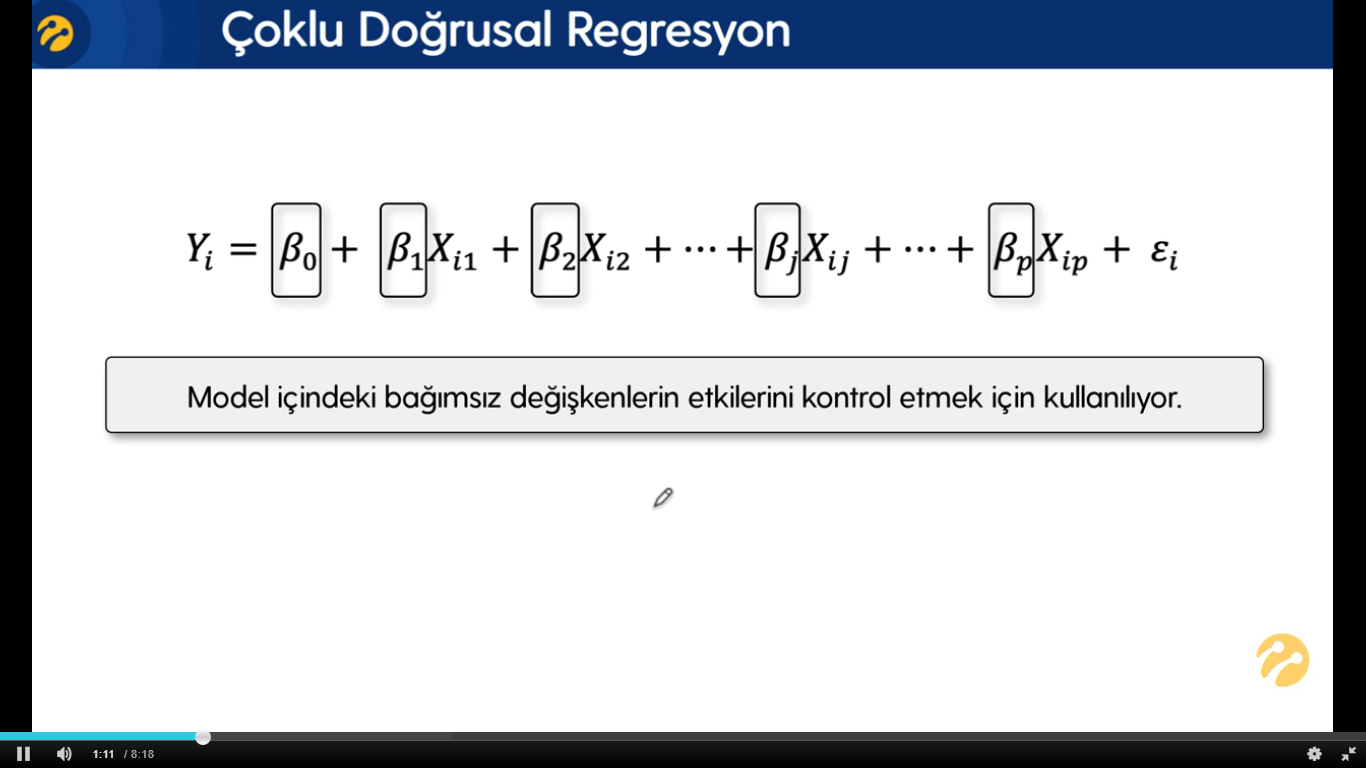 Çoklu Doğrusal Regresyon
Yᵢ = β₀ + β₁Xᵢ₁ + β₂Xᵢ₂ + ⋯ + βⱼXᵢⱼ + ⋯ + βₚXᵢₚ + εᵢ
Model içindeki bağımsız değişkenlerin etkilerini kontrol etmek için kullanılıyor.
1:11 / 8:18